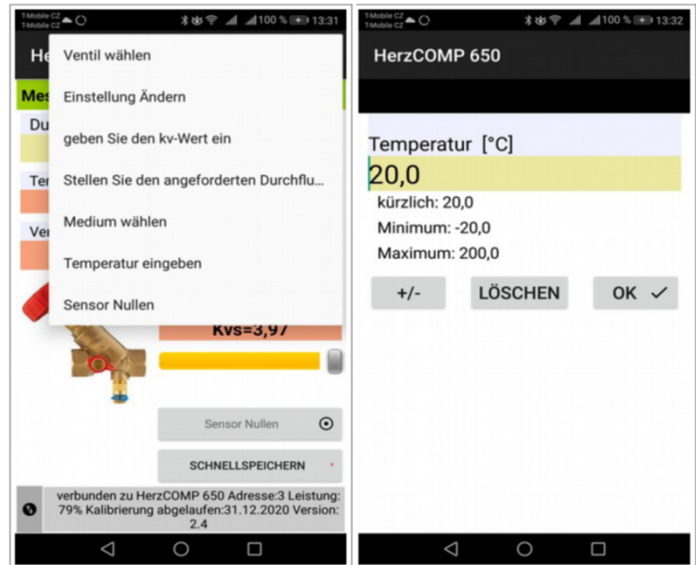 T-Mobile CZ
T-Mobile CZ
100 %
13:31
Ventil wählen
Einstellung Ändern
geben Sie den kv-Wert ein
Stellen Sie den angeforderten Durchflu...
Medium wählen
Temperatur eingeben
Sensor Nullen
He
Mes
Du
Ter
Ve
Kvs=3,97
Sensor Nullen
SCHNELLSPEICHERN
verbunden zu HerzCOMP 650 Adresse:3 Leistung:
79% Kalibrierung abgelaufen:31.12.2020 Version:
2.4
T-Mobile CZ
T-Mobile CZ
100 %
13:32
HerzCOMP 650
Temperatur [°C]
20,0
kürzlich: 20,0
Minimum: -20,0
Maximum: 200,0
+/-
LÖSCHEN
OK